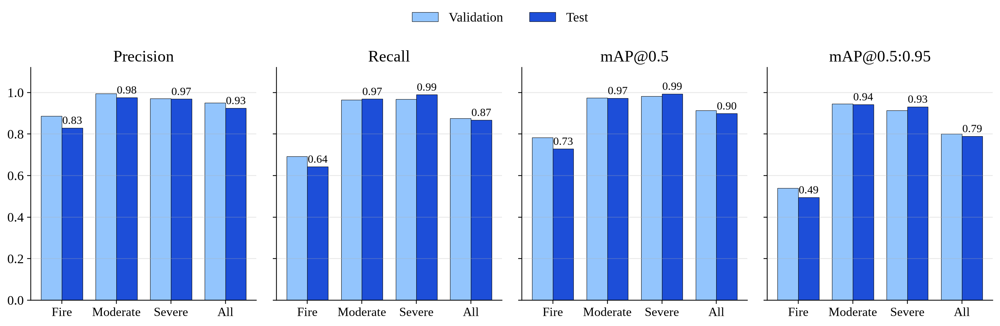 Validation Test
Precision Recall mAP@0.5 mAP@0.5:0.95
1.0
0.8
0.6
0.4
0.2
0.0
0.83 0.98 0.97 0.93
0.64 0.97 0.99 0.87
0.73 0.97 0.99 0.90
0.49 0.94 0.93 0.79
Fire Moderate Severe All
Fire Moderate Severe All
Fire Moderate Severe All
Fire Moderate Severe All